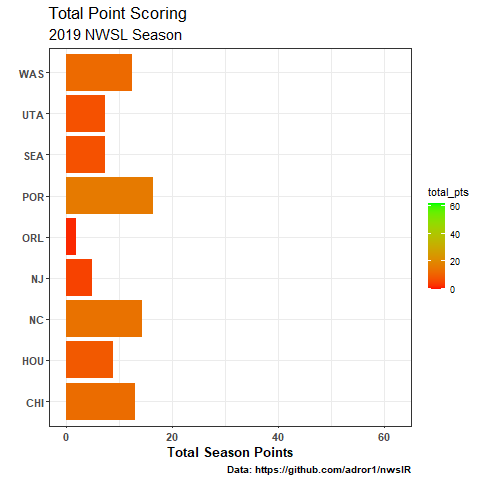 Total Point Scoring
2019 NWSL Season
WAS
UTA
SEA
POR
ORL
NJ
NC
HOU
CHI
0 20 40 60
Total Season Points
Data: https://github.com/adror1/nwslR
total_pts
60
40
20
0